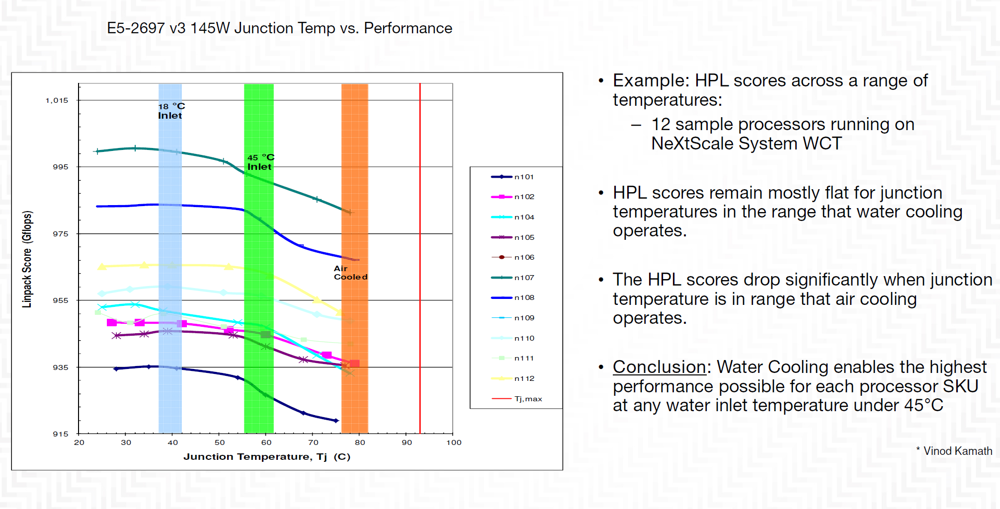 E5-2697 v3 145W Junction Temp vs. Performance
1,015
995
975
955
935
915
20
30
40
50
60
70
80
90
100
Linpack Score (Gflops)
Junction Temperature, Tj (C)
18 °C
Inlet
45 °C
Inlet
Air
Cooled
n101
n102
n104
n105
n106
n107
n108
n109
n110
n111
n112
Tj,max
• Example: HPL scores across a range of
temperatures:
– 12 sample processors running on
NeXtScale System WCT
• HPL scores remain mostly flat for junction
temperatures in the range that water cooling
operates.
• The HPL scores drop significantly when junction
temperature is in range that air cooling
operates.
• Conclusion: Water Cooling enables the highest
performance possible for each processor SKU
at any water inlet temperature under 45°C
* Vinod Kamath